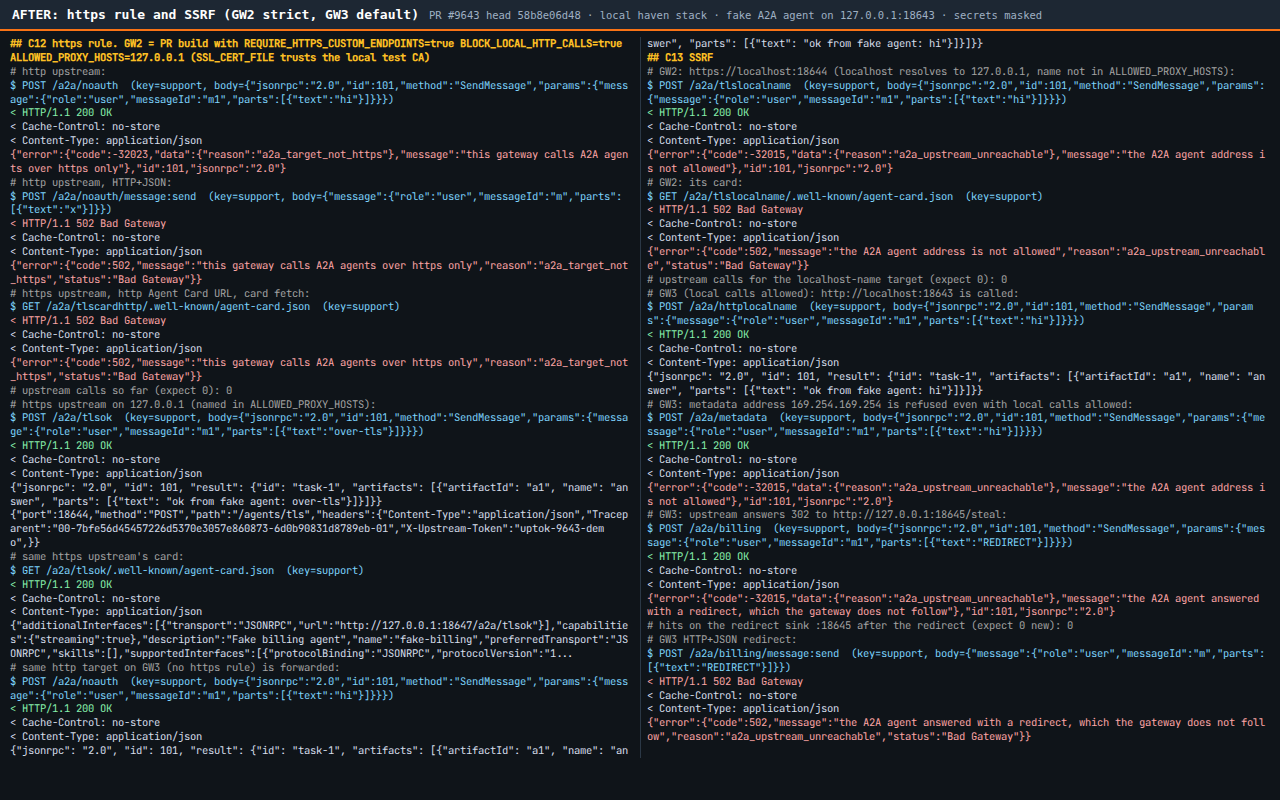 AFTER: https rule and SSRF (GW2 strict, GW3 default) PR #9643 head 58b8e06d48 · local haven stack · fake A2A agent on 127.0.0.1:18643 · secrets masked
## C12 https rule. GW2 = PR build with REQUIRE_HTTPS_CUSTOM_ENDPOINTS=true BLOCK_LOCAL_HTTP_CALLS=true
ALLOWED_PROXY_HOSTS=127.0.0.1 (SSL_CERT_FILE trusts the local test CA)
# http upstream:
$ POST /a2a/noauth (key=support, body={"jsonrpc":"2.0","id":101,"method":"SendMessage","params":{"mess
age":{"role":"user","messageId":"m1","parts":[{"text":"hi"}]}}})
< HTTP/1.1 200 OK
< Cache-Control: no-store
< Content-Type: application/json
{"error":{"code":-32023,"data":{"reason":"a2a_target_not_https"},"message":"this gateway calls A2A agen
ts over https only"},"id":101,"jsonrpc":"2.0"}
# http upstream, HTTP+JSON:
$ POST /a2a/noauth/message:send (key=support, body={"message":{"role":"user","messageId":"m","parts":
[{"text":"x"}]}})
< HTTP/1.1 502 Bad Gateway
< Cache-Control: no-store
< Content-Type: application/json
{"error":{"code":502,"message":"this gateway calls A2A agents over https only","reason":"a2a_target_not
_https","status":"Bad Gateway"}}
# https upstream, http Agent Card URL, card fetch:
$ GET /a2a/tlscardhttp/.well-known/agent-card.json (key=support)
< HTTP/1.1 502 Bad Gateway
< Cache-Control: no-store
< Content-Type: application/json
{"error":{"code":502,"message":"this gateway calls A2A agents over https only","reason":"a2a_target_not
_https","status":"Bad Gateway"}}
# upstream calls so far (expect 0): 0
# https upstream on 127.0.0.1 (named in ALLOWED_PROXY_HOSTS):
$ POST /a2a/tlsok (key=support, body={"jsonrpc":"2.0","id":101,"method":"SendMessage","params":{"messa
ge":{"role":"user","messageId":"m1","parts":[{"text":"over-tls"}]}}})
< HTTP/1.1 200 OK
< Cache-Control: no-store
< Content-Type: application/json
{"jsonrpc": "2.0", "id": 101, "result": {"id": "task-1", "artifacts": [{"artifactId": "a1", "name": "an
swer", "parts": [{"text": "ok from fake agent: over-tls"}]}]}}
{"port":18644,"method":"POST","path":"/agents/tls","headers":{"Content-Type":"application/json","Tracep
arent":"00-7bfe56d45457226d5370e3057e860873-6d0b90831d8789eb-01","X-Upstream-Token":"uptok-9643-dem
o",}}
# same https upstream's card:
$ GET /a2a/tlsok/.well-known/agent-card.json (key=support)
< HTTP/1.1 200 OK
< Cache-Control: no-store
< Content-Type: application/json
{"additionalInterfaces":[{"transport":"JSONRPC","url":"http://127.0.0.1:18647/a2a/tlsok"}],"capabilitie
s":{"streaming":true},"description":"Fake billing agent","name":"fake-billing","preferredTransport":"JS
ONRPC","skills":[],"supportedInterfaces":[{"protocolBinding":"JSONRPC","protocolVersion":"1...
# same http target on GW3 (no https rule) is forwarded:
$ POST /a2a/noauth (key=support, body={"jsonrpc":"2.0","id":101,"method":"SendMessage","params":{"mess
age":{"role":"user","messageId":"m1","parts":[{"text":"hi"}]}}})
< HTTP/1.1 200 OK
< Cache-Control: no-store
< Content-Type: application/json
{"jsonrpc": "2.0", "id": 101, "result": {"id": "task-1", "artifacts": [{"artifactId": "a1", "name": "an
swer", "parts": [{"text": "ok from fake agent: hi"}]}]}}
## C13 SSRF
# GW2: https://localhost:18644 (localhost resolves to 127.0.0.1, name not in ALLOWED_PROXY_HOSTS):
$ POST /a2a/tlslocalname (key=support, body={"jsonrpc":"2.0","id":101,"method":"SendMessage","params":
{"message":{"role":"user","messageId":"m1","parts":[{"text":"hi"}]}}})
< HTTP/1.1 200 OK
< Cache-Control: no-store
< Content-Type: application/json
{"error":{"code":-32015,"data":{"reason":"a2a_upstream_unreachable"},"message":"the A2A agent address i
s not allowed"},"id":101,"jsonrpc":"2.0"}
# GW2: its card:
$ GET /a2a/tlslocalname/.well-known/agent-card.json (key=support)
< HTTP/1.1 502 Bad Gateway
< Cache-Control: no-store
< Content-Type: application/json
{"error":{"code":502,"message":"the A2A agent address is not allowed","reason":"a2a_upstream_unreachabl
e","status":"Bad Gateway"}}
# upstream calls for the localhost-name target (expect 0): 0
# GW3 (local calls allowed): http://localhost:18643 is called:
$ POST /a2a/httplocalname (key=support, body={"jsonrpc":"2.0","id":101,"method":"SendMessage","param
s":{"message":{"role":"user","messageId":"m1","parts":[{"text":"hi"}]}}})
< HTTP/1.1 200 OK
< Cache-Control: no-store
< Content-Type: application/json
{"jsonrpc": "2.0", "id": 101, "result": {"id": "task-1", "artifacts": [{"artifactId": "a1", "name": "an
swer", "parts": [{"text": "ok from fake agent: hi"}]}]}}
# GW3: metadata address 169.254.169.254 is refused even with local calls allowed:
$ POST /a2a/metadata (key=support, body={"jsonrpc":"2.0","id":101,"method":"SendMessage","params":{"me
ssage":{"role":"user","messageId":"m1","parts":[{"text":"hi"}]}}})
< HTTP/1.1 200 OK
< Cache-Control: no-store
< Content-Type: application/json
{"error":{"code":-32015,"data":{"reason":"a2a_upstream_unreachable"},"message":"the A2A agent address i
s not allowed"},"id":101,"jsonrpc":"2.0"}
# GW3: upstream answers 302 to http://127.0.0.1:18645/steal:
$ POST /a2a/billing (key=support, body={"jsonrpc":"2.0","id":101,"method":"SendMessage","params":{"mes
sage":{"role":"user","messageId":"m1","parts":[{"text":"REDIRECT"}]}}})
< HTTP/1.1 200 OK
< Cache-Control: no-store
< Content-Type: application/json
{"error":{"code":-32015,"data":{"reason":"a2a_upstream_unreachable"},"message":"the A2A agent answered
with a redirect, which the gateway does not follow"},"id":101,"jsonrpc":"2.0"}
# hits on the redirect sink :18645 after the redirect (expect 0 new): 0
# GW3 HTTP+JSON redirect:
$ POST /a2a/billing/message:send (key=support, body={"message":{"role":"user","messageId":"m","parts":
[{"text":"REDIRECT"}]}})
< HTTP/1.1 502 Bad Gateway
< Cache-Control: no-store
< Content-Type: application/json
{"error":{"code":502,"message":"the A2A agent answered with a redirect, which the gateway does not foll
ow","reason":"a2a_upstream_unreachable","status":"Bad Gateway"}}